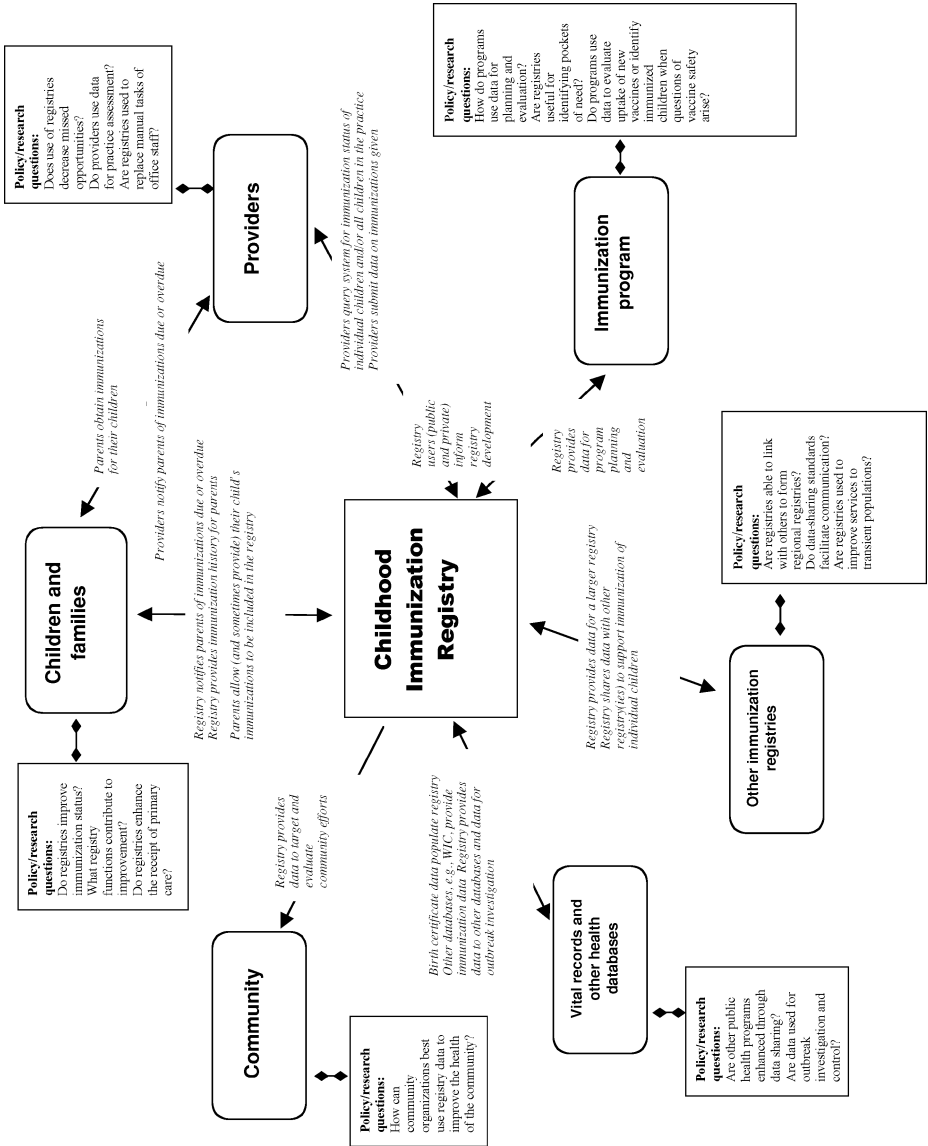 Policy/research
questions:
Do registries improve
immunization status?
What registry
functions contribute to
improvement?
Do registries enhance
the receipt of primary
care?
Children and
families
Parents obtain immunizations
for their children
Providers notify parents of immunizations due or overdue
Policy/research
questions:
Does use of registries
decrease missed
opportunities?
Do providers use data
for practice assessment?
Are registries used to
replace manual tasks of
office staff?
Providers
Community
Policy/research
questions:
How can
community
organizations best
use registry data to
improve the health
of the community?
Registry provides
data to target and
evaluate
community efforts
Registry notifies parents of immunizations due or overdue
Registry provides immunization history for parents
Parents allow (and sometimes provide) their child's
immunizations to be included in the registry
Providers query system for immunization status of
individual children and/or all children in the practice
Providers submit data on immunizations given
Childhood
Immunization
Registry
Registry
users (public
and private)
inform
registry
development
Registry
provides
data for
program
planning
and
evaluation
Policy/research
questions:
How do programs
use data for
planning and
evaluation?
Are registries
useful for
identifying pockets
of need?
Do programs use
data to evaluate
uptake of new
vaccines or identify
immunized
children when
questions of
vaccine safety
arise?
Immunization
program
Birth certificate data populate registry
Other databases, e.g., WIC, provide
immunization data Registry provides
data to other databases and data for
outbreak investigation
Vital records and
other health
databases
Policy/research
questions:
Are other public
health programs
enhanced through
data sharing?
Are data used for
outbreak
investigation and
control?
Registry provides data for a larger registry
Registry shares data with other
registry(ies) to support immunization of
individual children
Other immunization
registries
Policy/research
questions:
Are registries able to link
with others to form
regional registries?
Do data-sharing standards
facilitate communication?
Are registries used to
improve services to
transient populations?